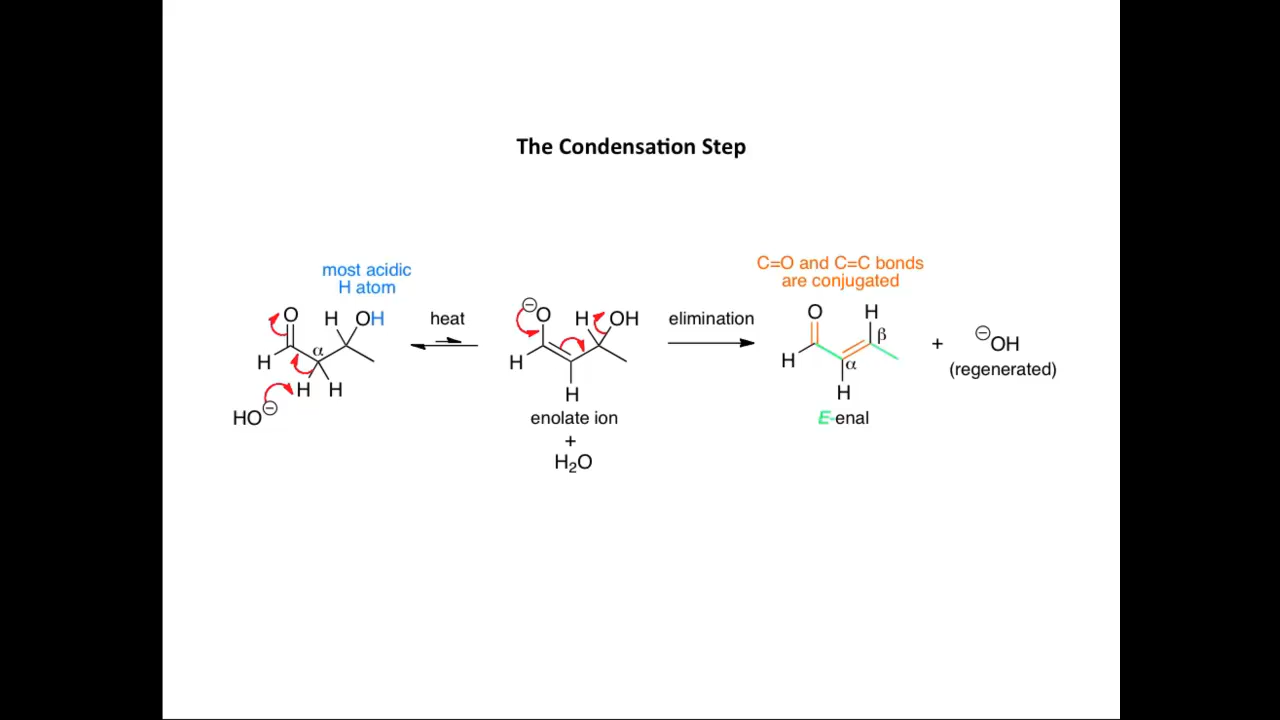 The Condensation Step
most acidic
H atom
C=O and C=C bonds
are conjugated
O
H
OH
H
α
H
H
HO⊖
heat
⊖
O
H
OH
H
H
enolate ion
+
H₂O
elimination
O
H
β
H
α
H
E-enal
+
⊖OH
(regenerated)